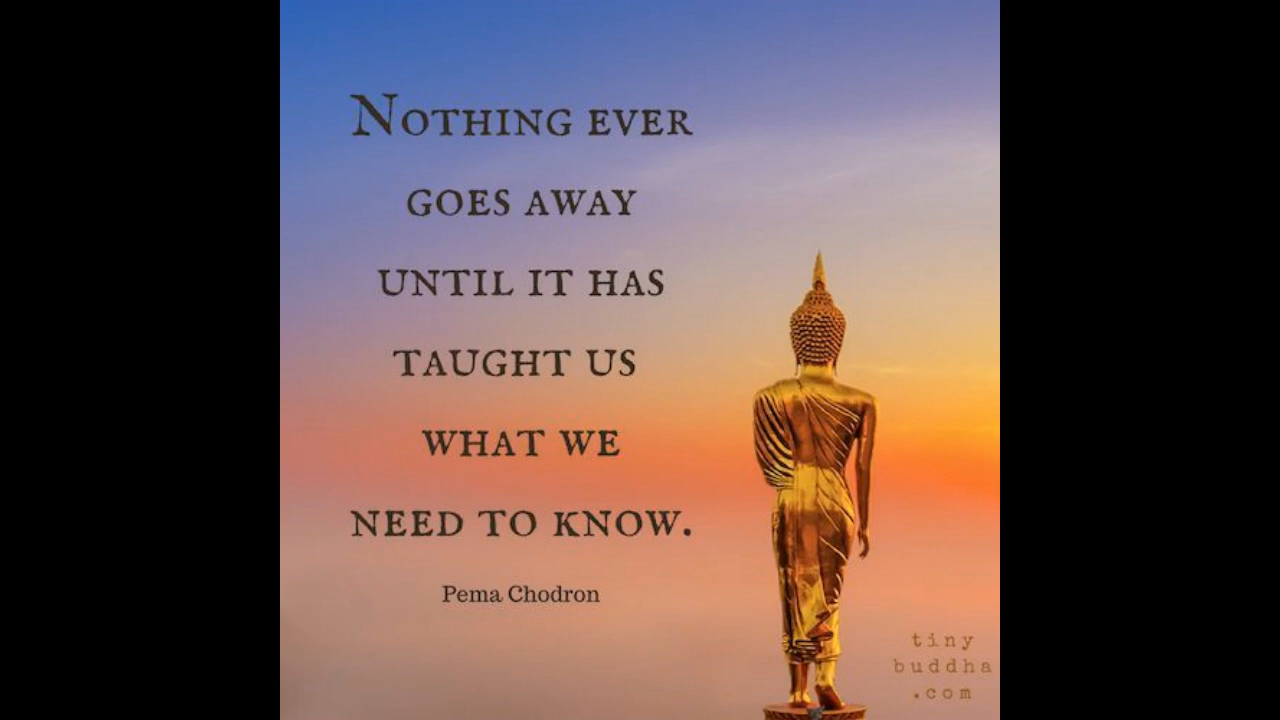 Nothing ever
goes away
until it has
taught us
what we
need to know.
Pema Chodron
tiny
buddha
.com